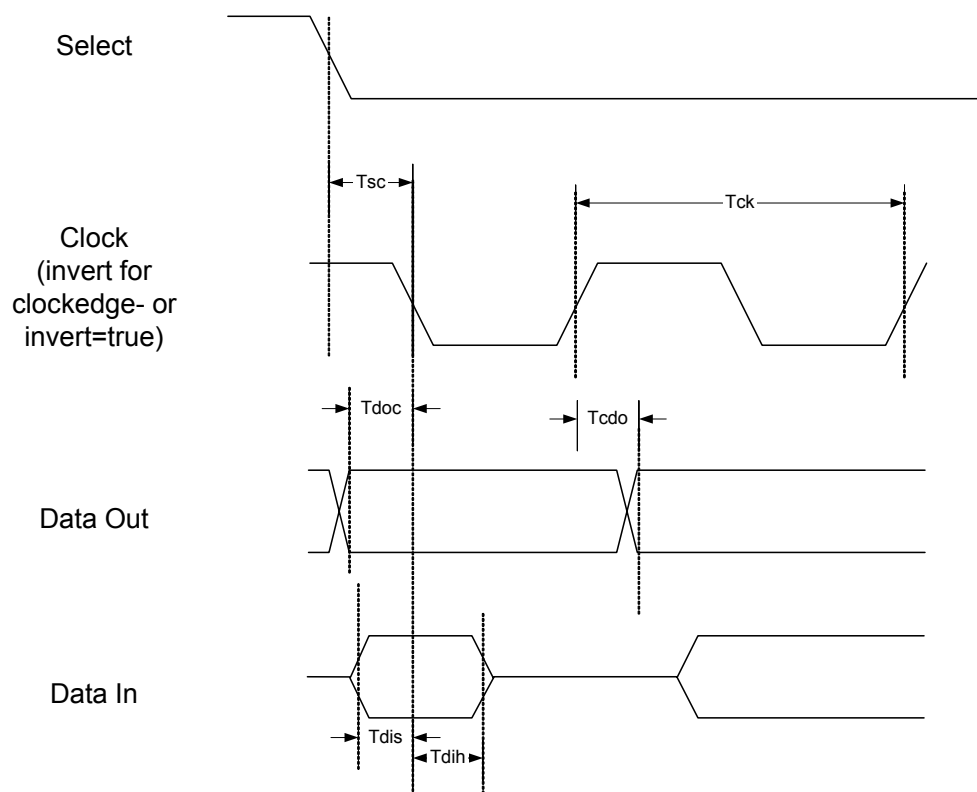 Select
Tsc
Tck
Clock
(invert for
clockedge- or
invert=true)
Tdoc
Tcdo
Data Out
Data In
Tdis
Tdih